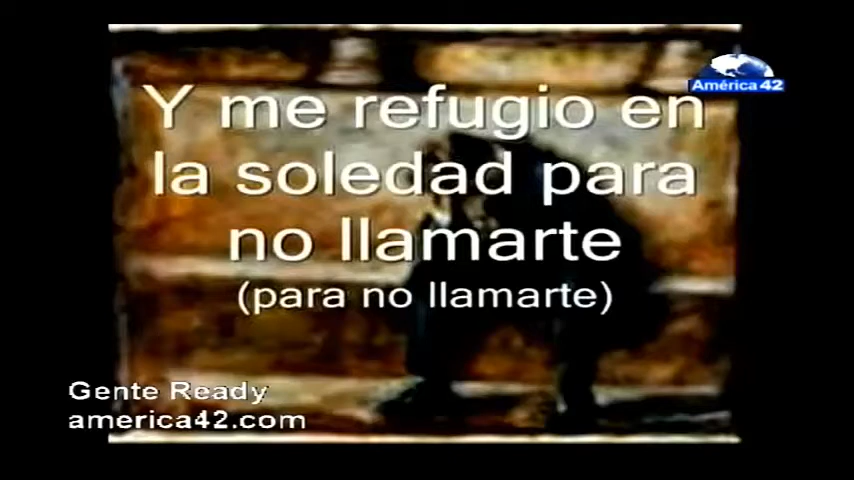 América 42
Y me refugio en
la soledad para
no llamarte
(para no llamarte)
Gente Ready
america42.com